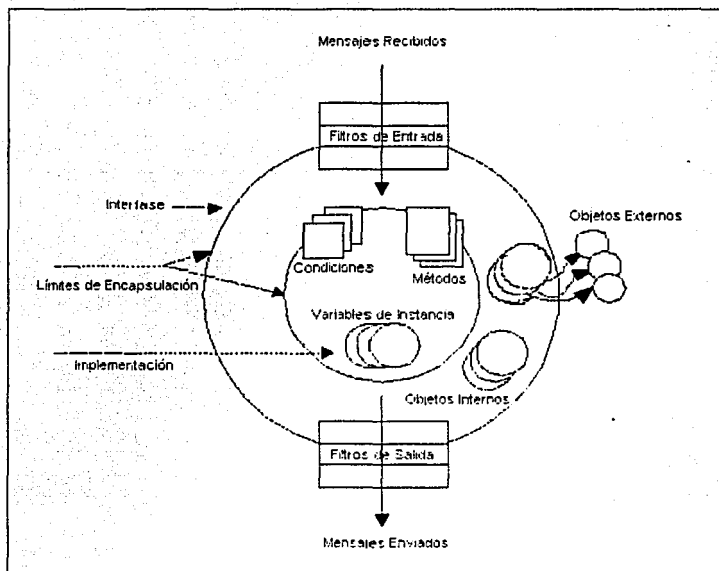 Mensajes Recibidos
Filtros de Entrada
Interfase
Objetos Externos
Condiciones
Métodos
Límites de Encapsulación
Variables de Instancia
Implementación
Objetos Internos
Filtros de Salida
Mensajes Enviados